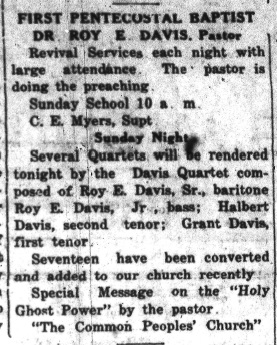 FIRST PENTECOSTAL BAPTIST
DR ROY E. DAVIS. Pastor
Revival Services each night with
large attendance. The pastor is
doing the preaching.
Sunday School 10 a m.
C. E. Myers, Supt
Sunday Night
Several Quartets will be rendered
tonight by the Davis Quartet com-
posed of Roy E. Davis, Sr., baritone
Roy E. Davis, Jr , bass; Halbert
Davis, second tenor; Grant Davis,
first tenor.
Seventeen have been converted
and added to our church recently
Special Message on the "Holy
Ghost Power" by the pastor.
"The Common Peoples' Church"